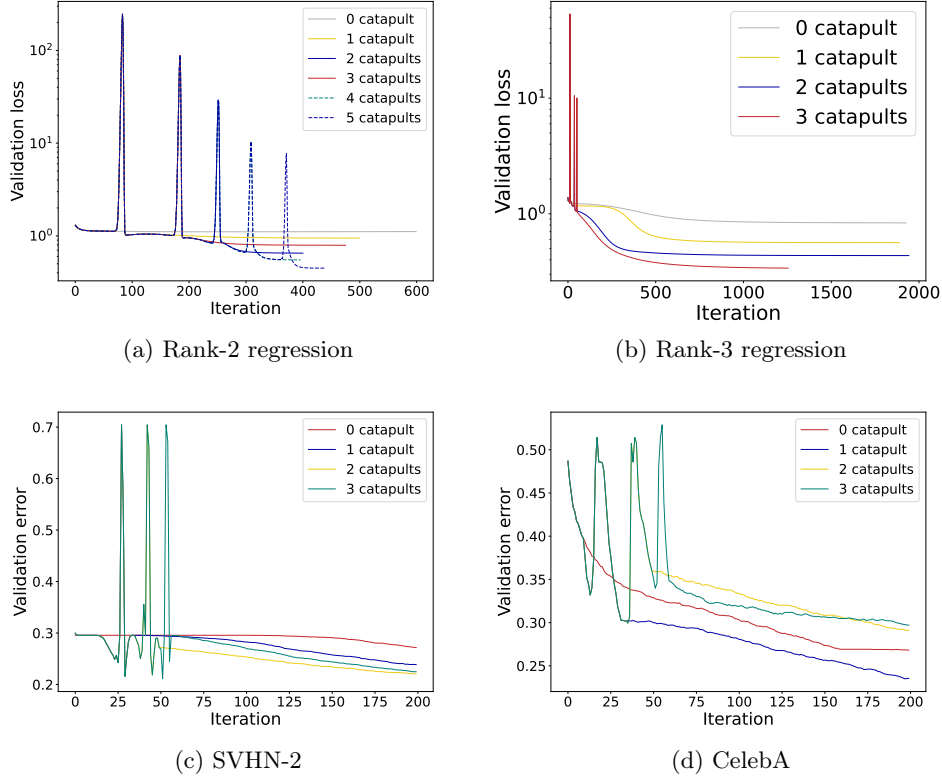 Validation loss
10²
10¹
10⁰
0 catapult
1 catapult
2 catapults
3 catapults
4 catapults
5 catapults
0 100 200 300 400 500 600
Iteration
(a) Rank-2 regression
Validation loss
10¹
10⁰
0 catapult
1 catapult
2 catapults
3 catapults
0 500 1000 1500 2000
Iteration
(b) Rank-3 regression
Validation error
0.7
0.6
0.5
0.4
0.3
0.2
0 catapult
1 catapult
2 catapults
3 catapults
0 25 50 75 100 125 150 175 200
Iteration
(c) SVHN-2
Validation error
0.50
0.45
0.40
0.35
0.30
0.25
0 catapult
1 catapult
2 catapults
3 catapults
0 25 50 75 100 125 150 175 200
Iteration
(d) CelebA